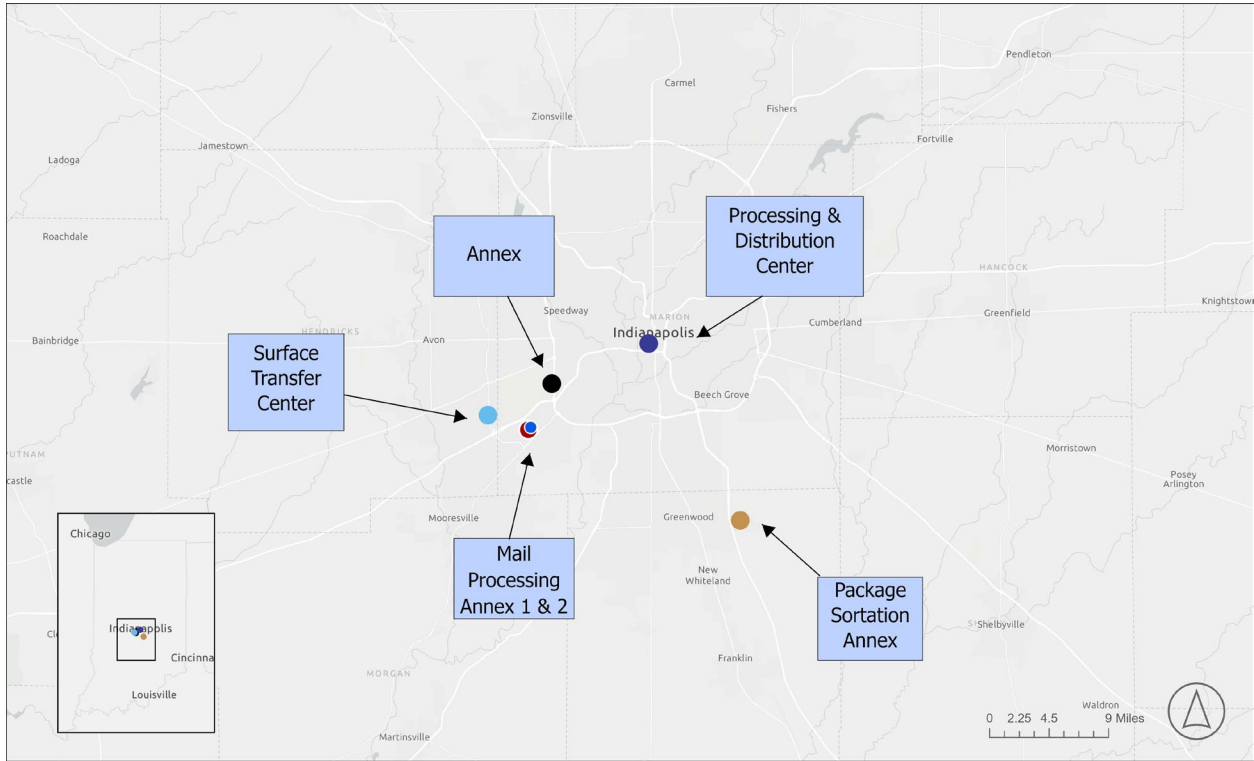 Pendleton
Carmel
Fishers
Zionsville
Fortville
Jamestown
Ladoga
Processing &
Distribution
Center
Annex
Roachdale
HANCOCK
Knightstown
Speedway
MARION
Indianapolis
Greenfield
Cumberland
HENDRICKS
Bainbridge
Avon
Surface
Transfer
Center
Beech Grove
Morristown
PUTNAM
castle
Posey
Arlington
Mooresville
Greenwood
Mail
Processing
Annex 1 & 2
New
Whiteland
Package
Sortation
Annex
Shelbyville
Franklin
MORGAN
Martinsville
Waldron
Chicago
Indianapolis
Cincinna
Louisville
Cl
0 2.25 4.5 9 Miles